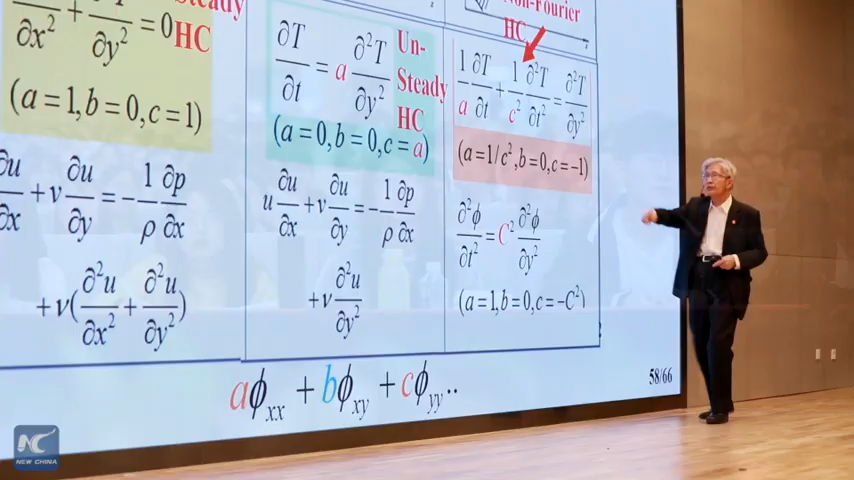 Steady
HC
∂x² + ∂y² = 0
(a = 1, b = 0, c = 1)
∂u/∂x + v ∂u/∂y = -1/ρ ∂p/∂x
+ ν(∂²u/∂x² + ∂²u/∂y²)
Un-
Steady
HC
∂T/∂t = a ∂²T/∂y²
(a = 0, b = 0, c = a)
u ∂u/∂x + v ∂u/∂y = -1/ρ ∂p/∂x
+ ν ∂²u/∂y²
Non-Fourier
HC
1/a ∂T/∂t + 1/c² ∂²T/∂t² = ∂²T/∂y²
(a = 1/c², b = 0, c = -1)
∂²ϕ/∂t² = C² ∂²ϕ/∂y²
(a = 1, b = 0, c = -C²)
aϕxx + bϕxy + cϕyy..
58/66
NC
NEW CHINA